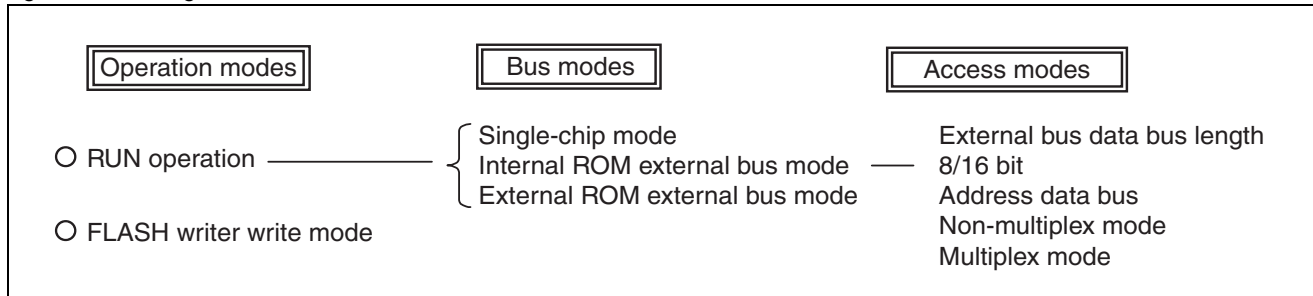 Operation modes
Bus modes
Access modes
RUN operation
Single-chip mode
Internal ROM external bus mode
External ROM external bus mode
External bus data bus length
8/16 bit
Address data bus
Non-multiplex mode
Multiplex mode
FLASH writer write mode